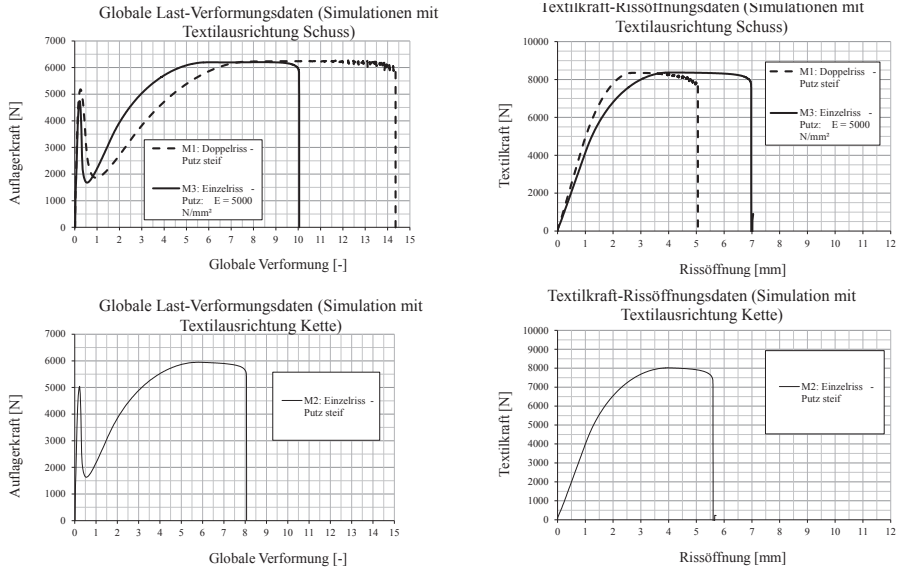 Globale Last-Verformungsdaten (Simulationen mit
Textilausrichtung Schuss)
7000
6000
5000
4000
3000
2000
1000
0
Auflagerkraft [N]
M1: Doppelriss -
Putz steif
M3: Einzelriss -
Putz: E = 5000
N/mm²
0 1 2 3 4 5 6 7 8 9 10 11 12 13 14 15
Globale Verformung [-]
Textilkraft-Rissöffnungsdaten (Simulationen mit
Textilausrichtung Schuss)
10000
8000
6000
4000
2000
0
Textilkraft [N]
M1: Doppelriss -
Putz steif
M3: Einzelriss -
Putz: E = 5000
N/mm²
0 1 2 3 4 5 6 7 8 9 10 11 12
Rissöffnung [mm]
Globale Last-Verformungsdaten (Simulation mit
Textilausrichtung Kette)
7000
6000
5000
4000
3000
2000
1000
0
Auflagerkraft [N]
M2: Einzelriss -
Putz steif
0 1 2 3 4 5 6 7 8 9 10 11 12 13 14 15
Globale Verformung [-]
Textilkraft-Rissöffnungsdaten (Simulation mit
Textilausrichtung Kette)
10000
9000
8000
7000
6000
5000
4000
3000
2000
1000
0
Textilkraft [N]
M2: Einzelriss -
Putz steif
0 1 2 3 4 5 6 7 8 9 10 11 12
Rissöffnung [mm]